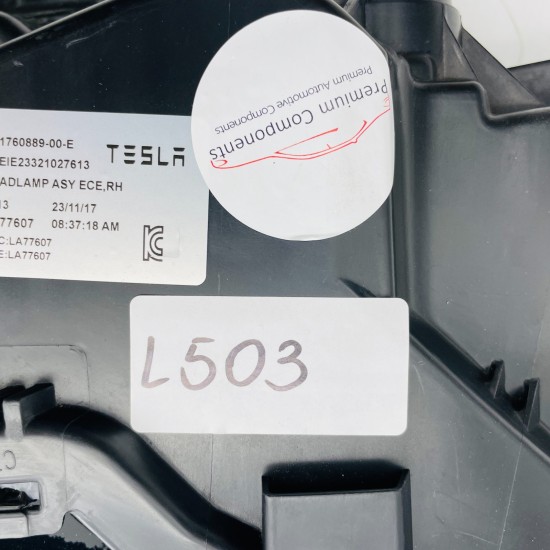 1760889-00-E
EIE23321027613
TESLA
ADLAMP ASY ECE,RH
13 23/11/17
77607 08:37:18 AM
C:LA77607
E:LA77607
Premium Components
Premium Automotive Components
L503